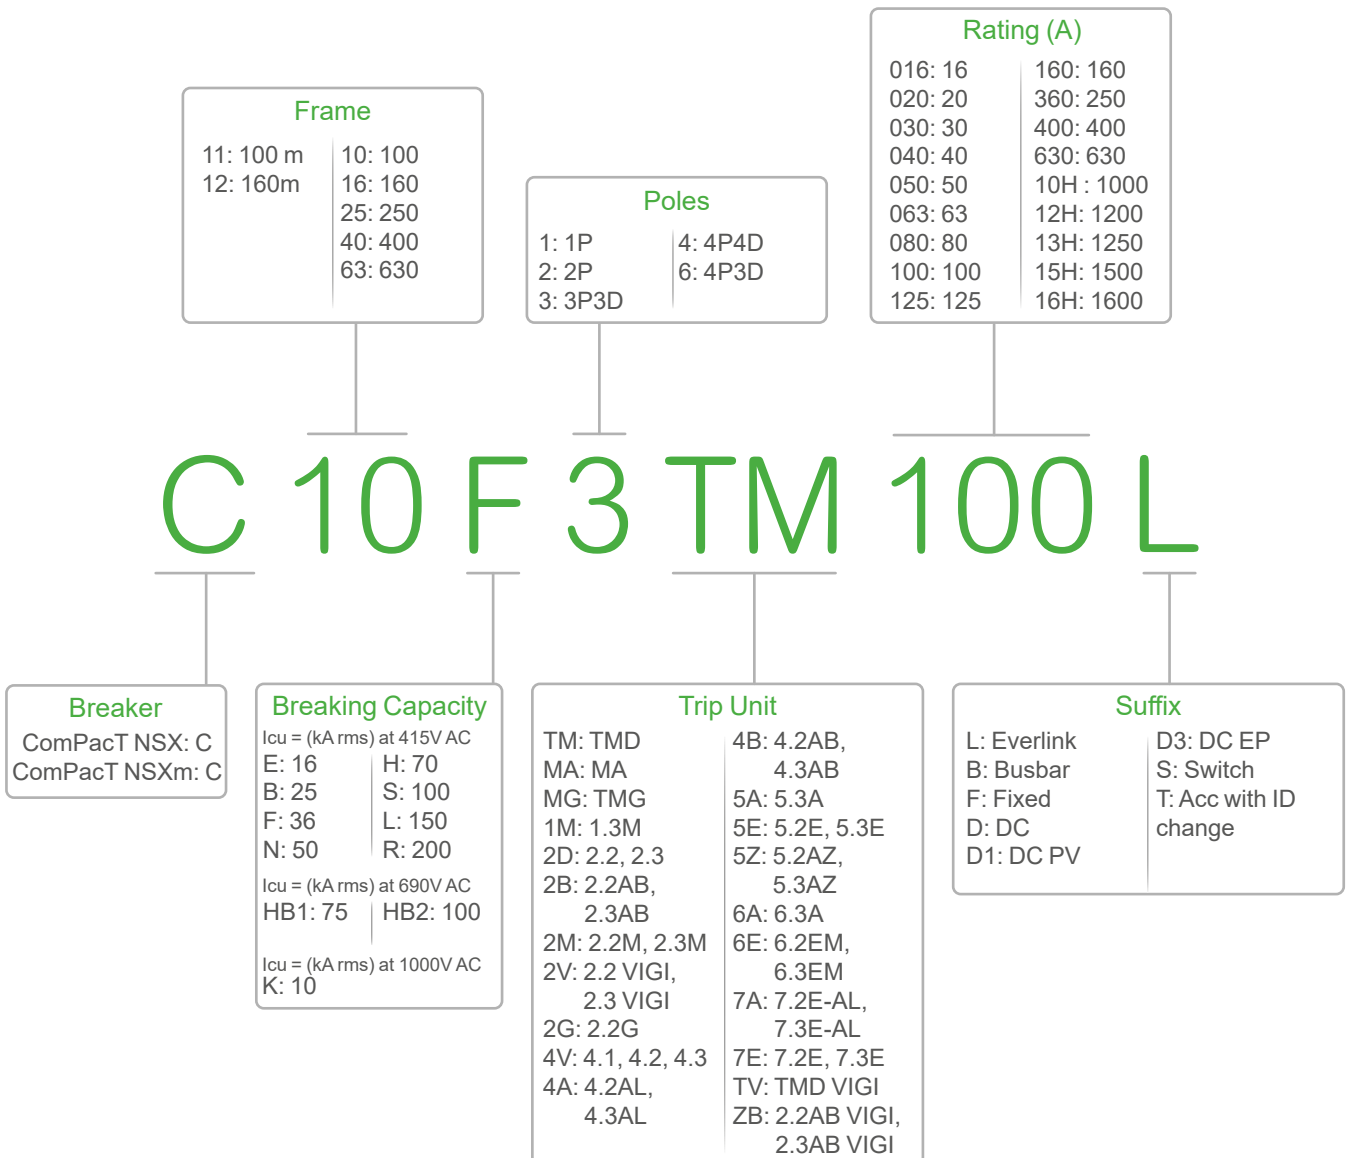 Rating (A)
016: 16
020: 20
030: 30
040: 40
050: 50
063: 63
080: 80
100: 100
125: 125
160: 160
360: 250
400: 400
630: 630
10H : 1000
12H: 1200
13H: 1250
15H: 1500
16H: 1600
Frame
11: 100 m
12: 160m
10: 100
16: 160
25: 250
40: 400
63: 630
Poles
1: 1P
2: 2P
3: 3P3D
4: 4P4D
6: 4P3D
C 10 F 3 TM 100 L
Breaker
ComPacT NSX: C
ComPacT NSXm: C
Breaking Capacity
Icu = (kA rms) at 415V AC
E: 16
B: 25
F: 36
N: 50
H: 70
S: 100
L: 150
R: 200
Icu = (kA rms) at 690V AC
HB1: 75
HB2: 100
Icu = (kA rms) at 1000V AC
K: 10
Trip Unit
TM: TMD
MA: MA
MG: TMG
1M: 1.3M
2D: 2.2, 2.3
2B: 2.2AB,
2.3AB
2M: 2.2M, 2.3M
2V: 2.2 VIGI,
2.3 VIGI
2G: 2.2G
4V: 4.1, 4.2, 4.3
4A: 4.2AL,
4.3AL
4B: 4.2AB,
4.3AB
5A: 5.3A
5E: 5.2E, 5.3E
5Z: 5.2AZ,
5.3AZ
6A: 6.3A
6E: 6.2EM,
6.3EM
7A: 7.2E-AL,
7.3E-AL
7E: 7.2E, 7.3E
TV: TMD VIGI
ZB: 2.2AB VIGI,
2.3AB VIGI
Suffix
L: Everlink
B: Busbar
F: Fixed
D: DC
D1: DC PV
D3: DC EP
S: Switch
T: Acc with ID
change